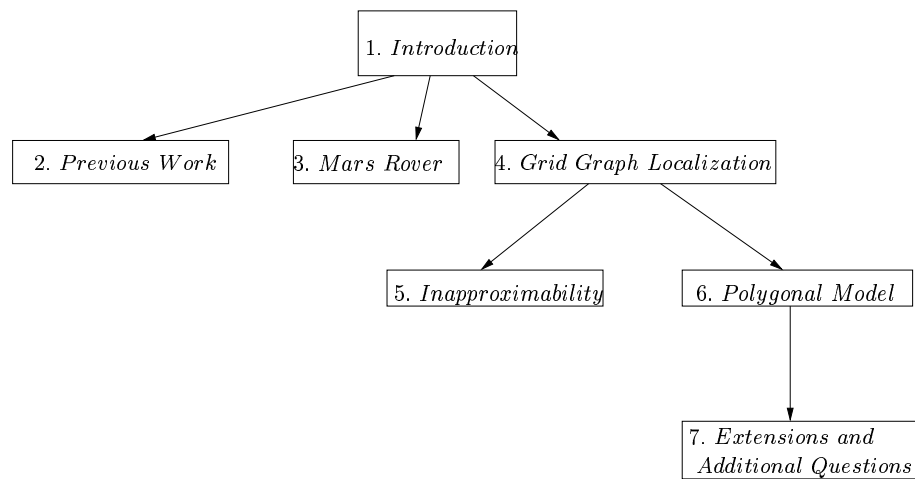 1. Introduction
2. Previous Work
3. Mars Rover
4. Grid Graph Localization
5. Inapproximability
6. Polygonal Model
7. Extensions and
Additional Questions